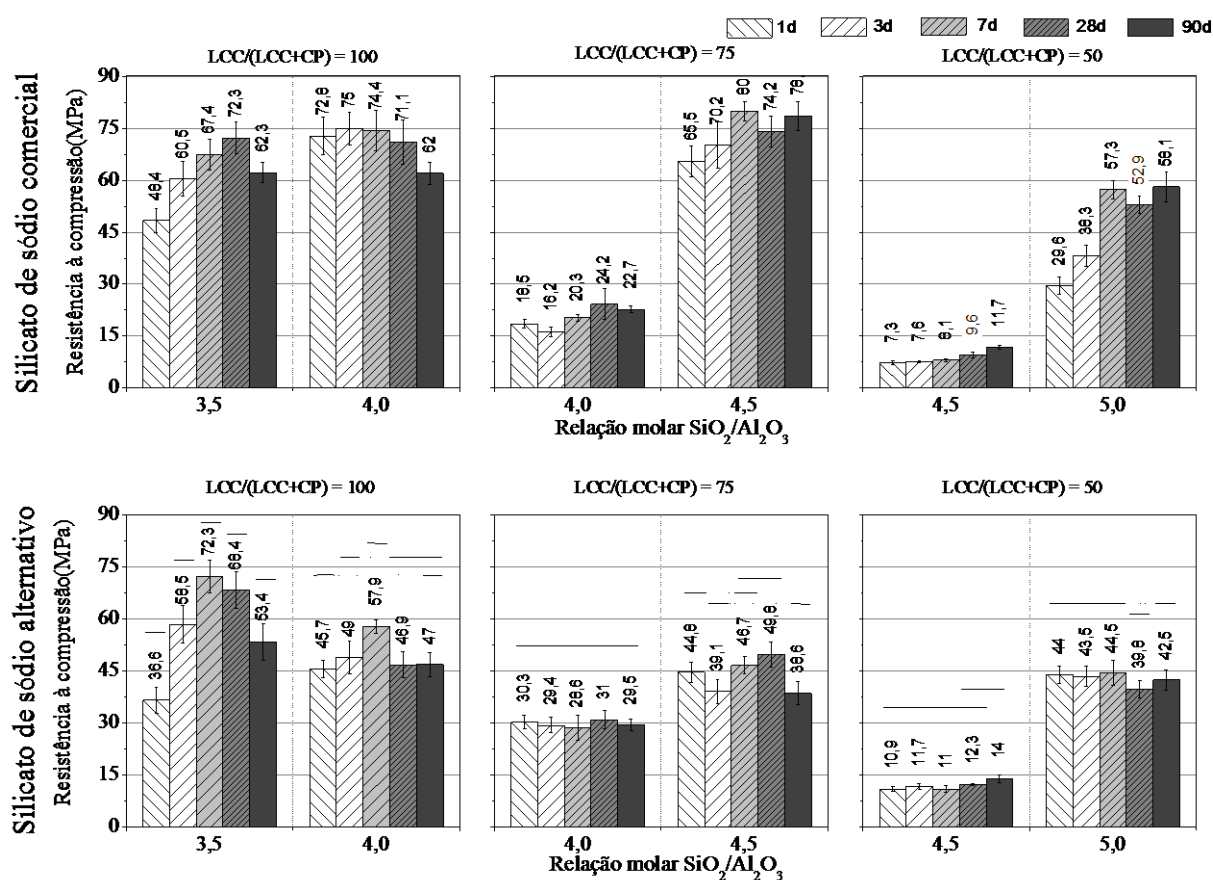 1d 3d 7d 28d 90d
LCC/(LCC+CP) = 100
LCC/(LCC+CP) = 75
LCC/(LCC+CP) = 50
Silicato de sódio comercial
Resistência à compressão(MPa)
90
75
60
45
30
15
0
48,4 60,5 67,4 72,3 62,3
72,8 75 74,4 71,1 62
18,5 16,2 20,3 24,2 22,7
65,5 70,2 80 74,2 78
7,3 7,6 8,1 9,6 11,7
29,6 38,3 57,3 52,9 58,1
3,5 4,0
4,0 4,5
4,5 5,0
Relação molar SiO₂/Al₂O₃
LCC/(LCC+CP) = 100
LCC/(LCC+CP) = 75
LCC/(LCC+CP) = 50
Silicato de sódio alternativo
Resistência à compressão(MPa)
90
75
60
45
30
15
0
36,6 58,5 72,3 68,4 53,4
45,7 49 57,9 46,9 47
30,3 29,4 28,6 31 29,5
44,8 39,1 46,7 49,8 38,6
10,9 11,7 11 12,3 14
44 43,5 44,5 39,8 42,5
3,5 4,0
4,0 4,5
4,5 5,0
Relação molar SiO₂/Al₂O₃